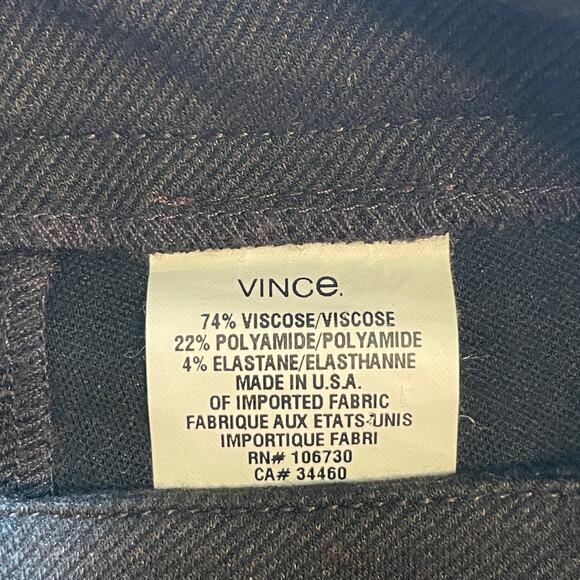 VINCe.
74% VISCOSE/VISCOSE
22% POLYAMIDE/POLYAMIDE
4% ELASTANE/ELASTHANNE
MADE IN U.S.A.
OF IMPORTED FABRIC
FABRIQUE AUX ETATS-UNIS
IMPORTIQUE FABRI
RN# 106730
CA# 34460